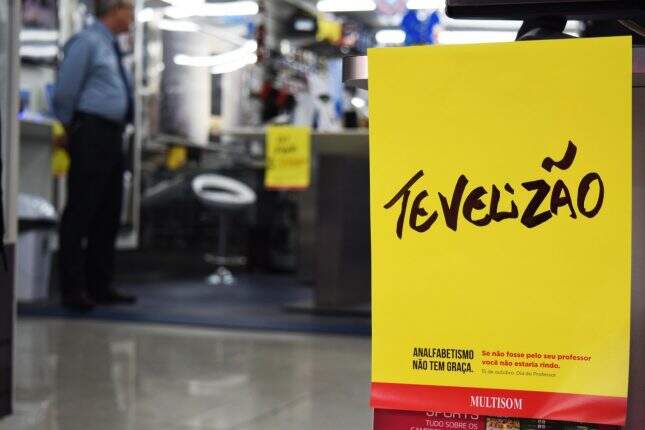 TEVELIZÃO
ANALFABETISMO
NÃO TEM GRAÇA.
Se não fosse pelo seu professor
você não estaria rindo.
15 de outubro. Dia do Professor.
MULTISOM
SPORTS
TUDO SOBRE OS